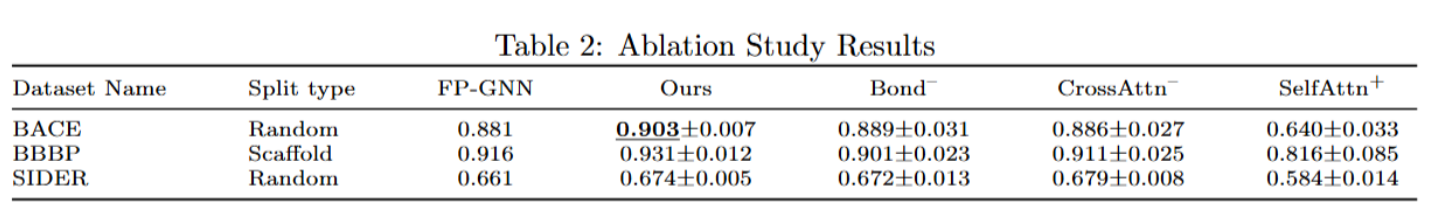 Table 2: Ablation Study Results
Dataset Name Split type FP-GNN Ours Bond⁻ CrossAttn⁻ SelfAttn⁺
BACE Random 0.881 0.903±0.007 0.889±0.031 0.886±0.027 0.640±0.033
BBBP Scaffold 0.916 0.931±0.012 0.901±0.023 0.911±0.025 0.816±0.085
SIDER Random 0.661 0.674±0.005 0.672±0.013 0.679±0.008 0.584±0.014